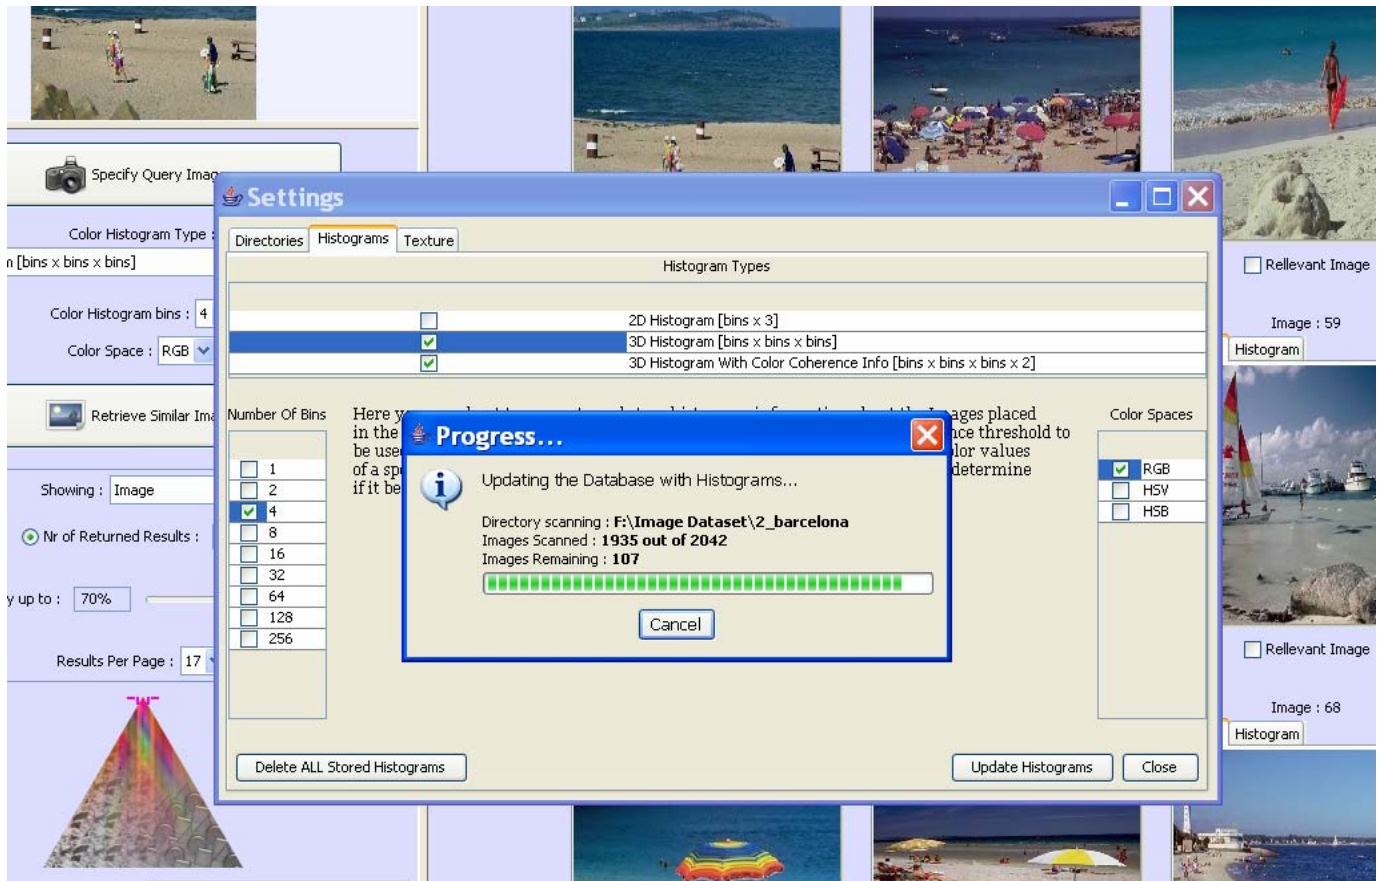 Specify Query Imag
Color Histogram Type :
[bins x bins x bins]
Color Histogram bins : 4
Color Space : RGB
Retrieve Similar Ima
Showing : Image
Nr of Returned Results :
y up to : 70%
Results Per Page : 17
Settings
Directories Histograms Texture
Histogram Types
2D Histogram [bins x 3]
3D Histogram [bins x bins x bins]
3D Histogram With Color Coherence Info [bins x bins x bins x 2]
Number Of Bins
1
2
4
8
16
32
64
128
256
Here
in the
be use
of a sp
if it be
ages placed
nce threshold to
lor values
determine
Color Spaces
RGB
HSV
HSB
Progress...
Updating the Database with Histograms...
Directory scanning : F:\Image Dataset\2_barcelona
Images Scanned : 1935 out of 2042
Images Remaining : 107
Cancel
Delete ALL Stored Histograms
Update Histograms
Close
Rellevant Image
Image : 59
Histogram
Rellevant Image
Image : 68
Histogram